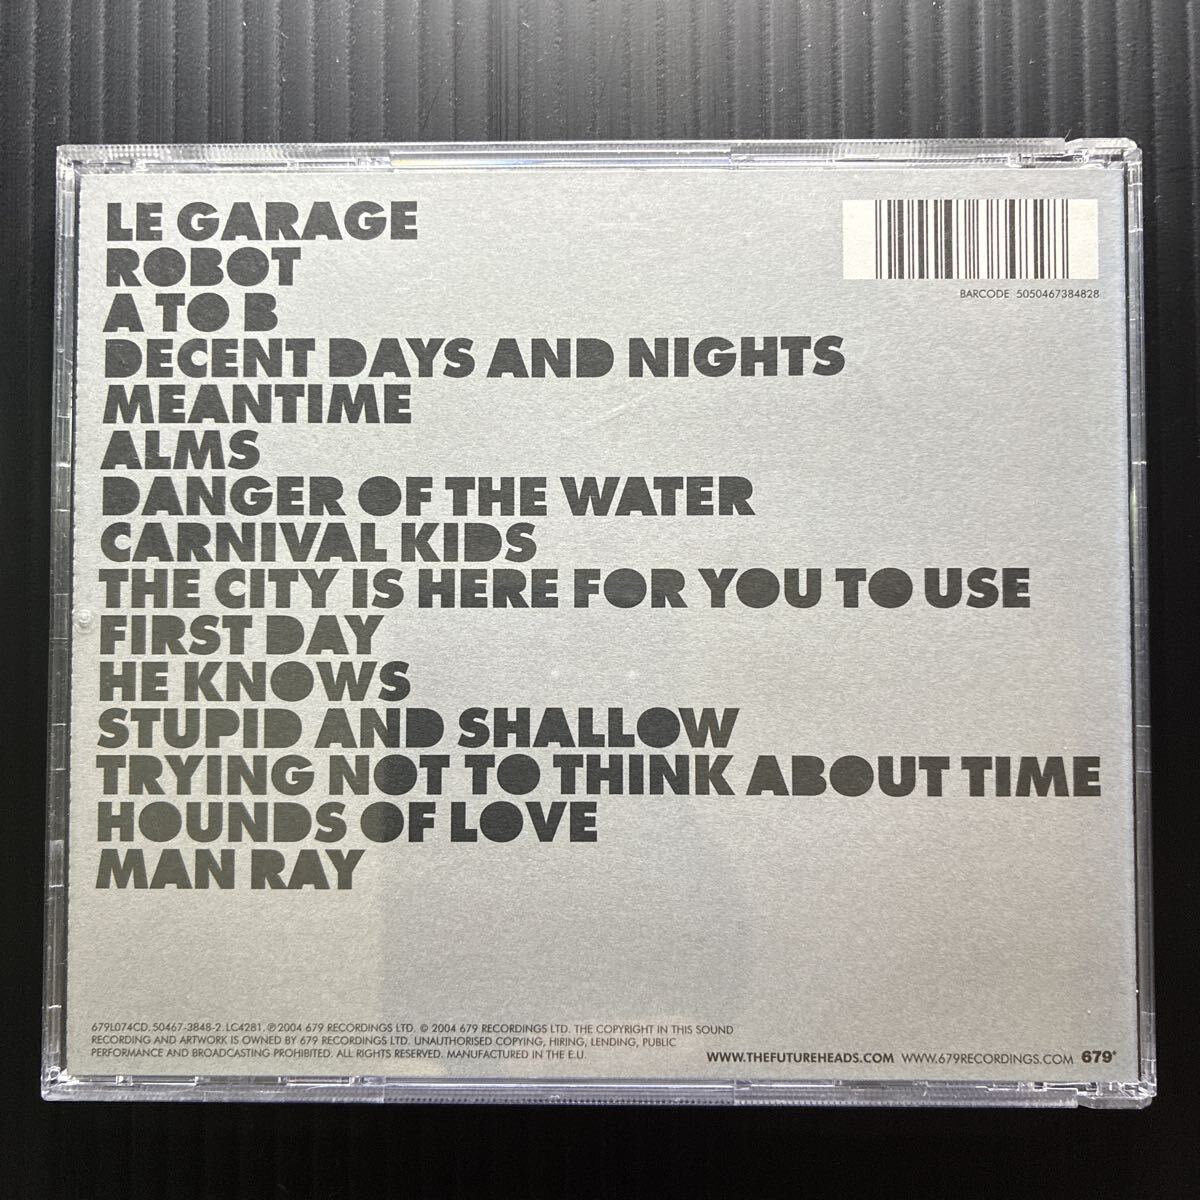 LE GARAGE
ROBOT
A TO B
DECENT DAYS AND NIGHTS
MEANTIME
ALMS
DANGER OF THE WATER
CARNIVAL KIDS
THE CITY IS HERE FOR YOU TO USE
FIRST DAY
HE KNOWS
STUPID AND SHALLOW
TRYING NOT TO THINK ABOUT TIME
HOUNDS OF LOVE
MAN RAY
BARCODE 5050467384828
679L074CD. 50467-3848-2. LC4281. ℗ 2004 679 RECORDINGS LTD. © 2004 679 RECORDINGS LTD. THE COPYRIGHT IN THIS SOUND
RECORDING AND ARTWORK IS OWNED BY 679 RECORDINGS LTD. UNAUTHORISED COPYING, HIRING, LENDING, PUBLIC
PERFORMANCE AND BROADCASTING PROHIBITED. ALL RIGHTS RESERVED. MANUFACTURED IN THE E.U.
WWW.THEFUTUREHEADS.COM WWW.679RECORDINGS.COM 679*